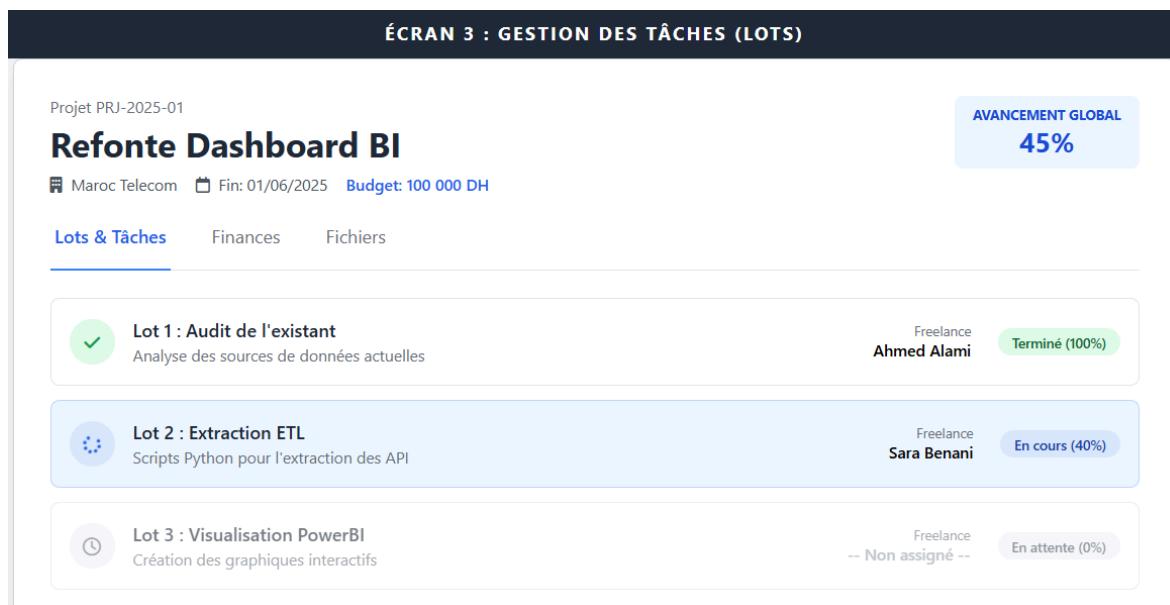 ÉCRAN 3 : GESTION DES TÂCHES (LOTS)
Projet PRJ-2025-01
Refonte Dashboard BI
Maroc Telecom Fin: 01/06/2025 Budget: 100 000 DH
AVANCEMENT GLOBAL
45%
Lots & Tâches Finances Fichiers
Lot 1 : Audit de l'existant
Analyse des sources de données actuelles
Freelance
Ahmed Alami
Terminé (100%)
Lot 2 : Extraction ETL
Scripts Python pour l'extraction des API
Freelance
Sara Benani
En cours (40%)
Lot 3 : Visualisation PowerBI
Création des graphiques interactifs
Freelance
-- Non assigné --
En attente (0%)